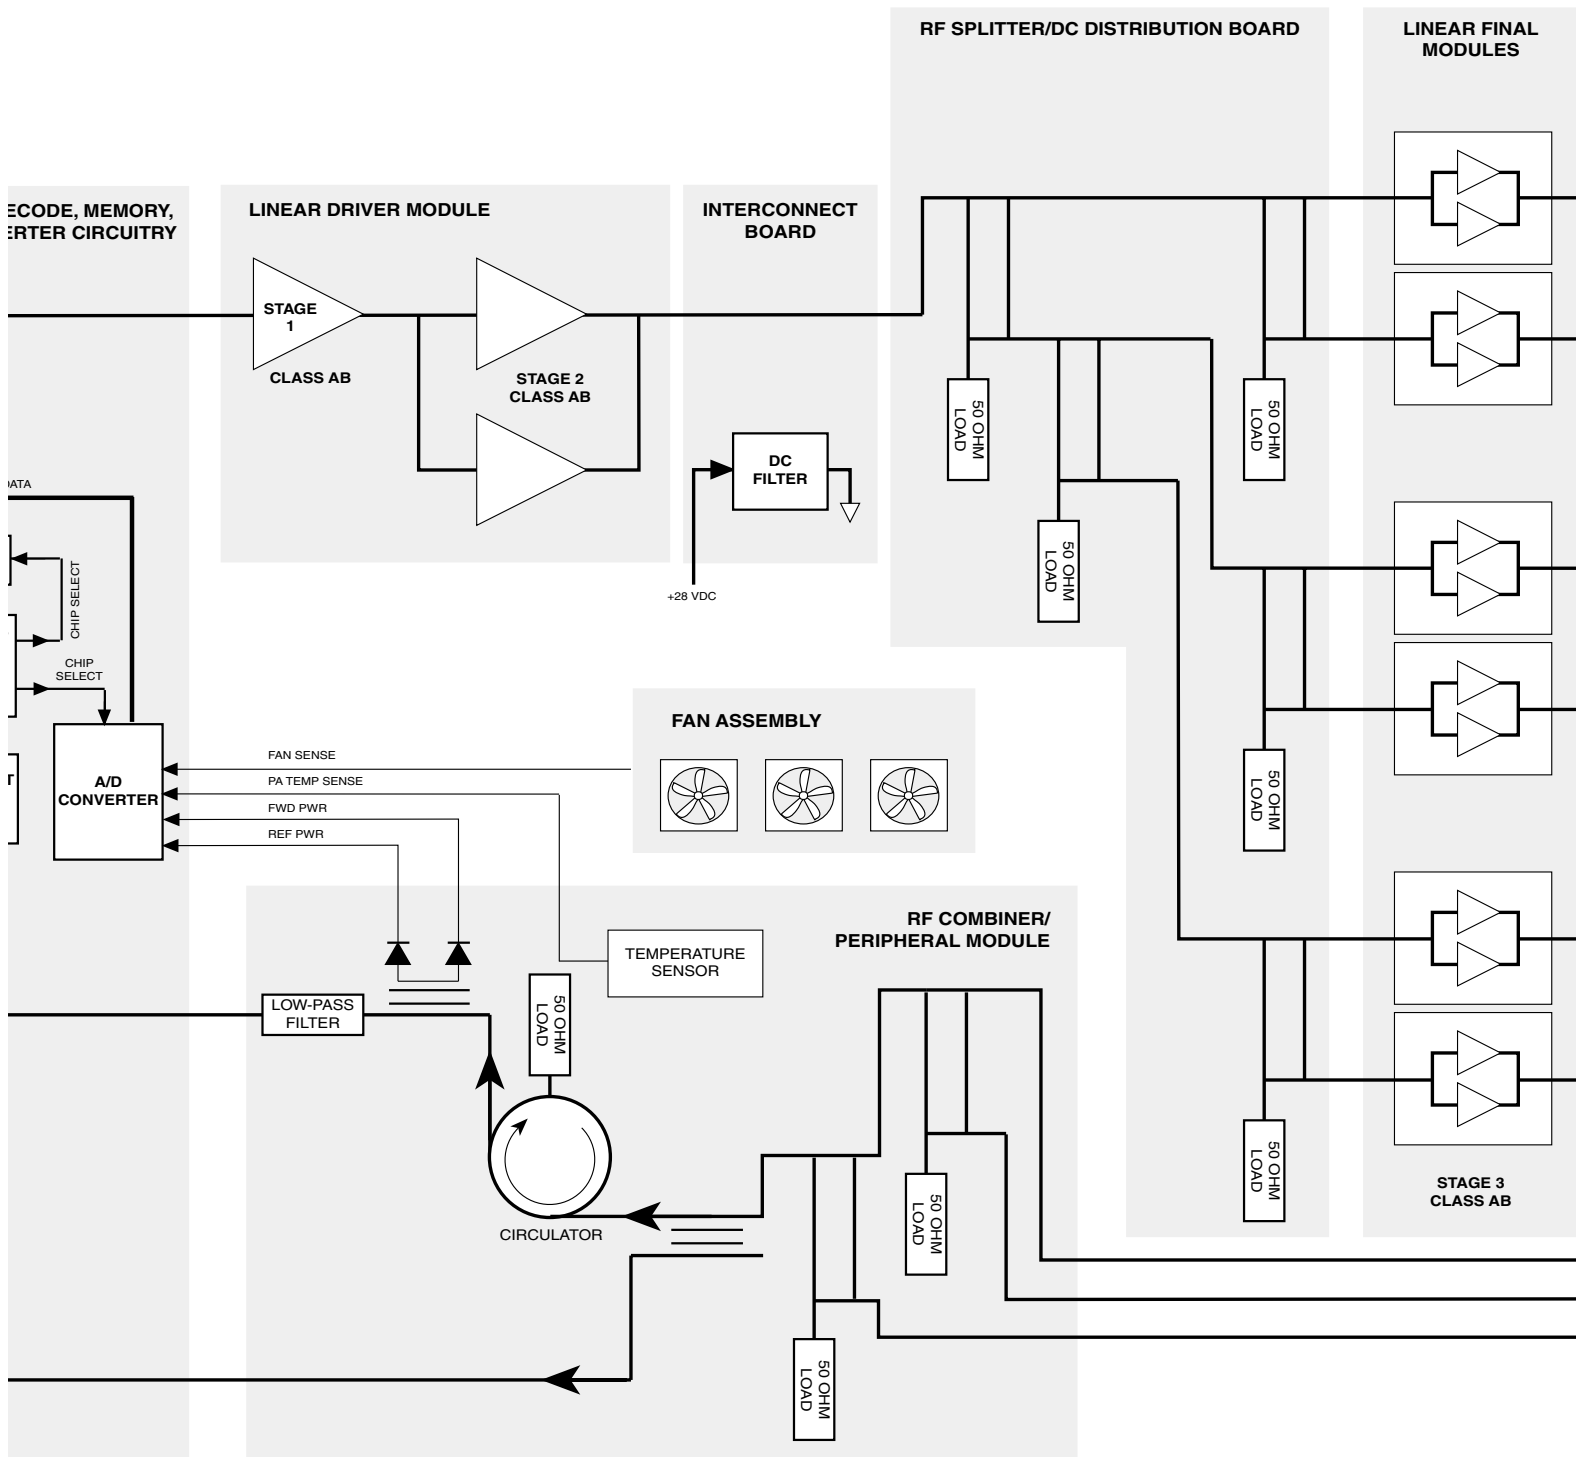 RF SPLITTER/DC DISTRIBUTION BOARD
LINEAR FINAL
MODULES
ECODE, MEMORY,
ERTER CIRCUITRY
LINEAR DRIVER MODULE
INTERCONNECT
BOARD
STAGE
1
CLASS AB
STAGE 2
CLASS AB
50 OHM
LOAD
50 OHM
LOAD
DC
FILTER
DATA
50 OHM
LOAD
CHIP SELECT
+28 VDC
CHIP
SELECT
FAN ASSEMBLY
FAN SENSE
PA TEMP SENSE
FWD PWR
REF PWR
T
A/D
CONVERTER
50 OHM
LOAD
RF COMBINER/
PERIPHERAL MODULE
TEMPERATURE
SENSOR
LOW-PASS
FILTER
50 OHM
LOAD
CIRCULATOR
50 OHM
LOAD
50 OHM
LOAD
STAGE 3
CLASS AB
50 OHM
LOAD